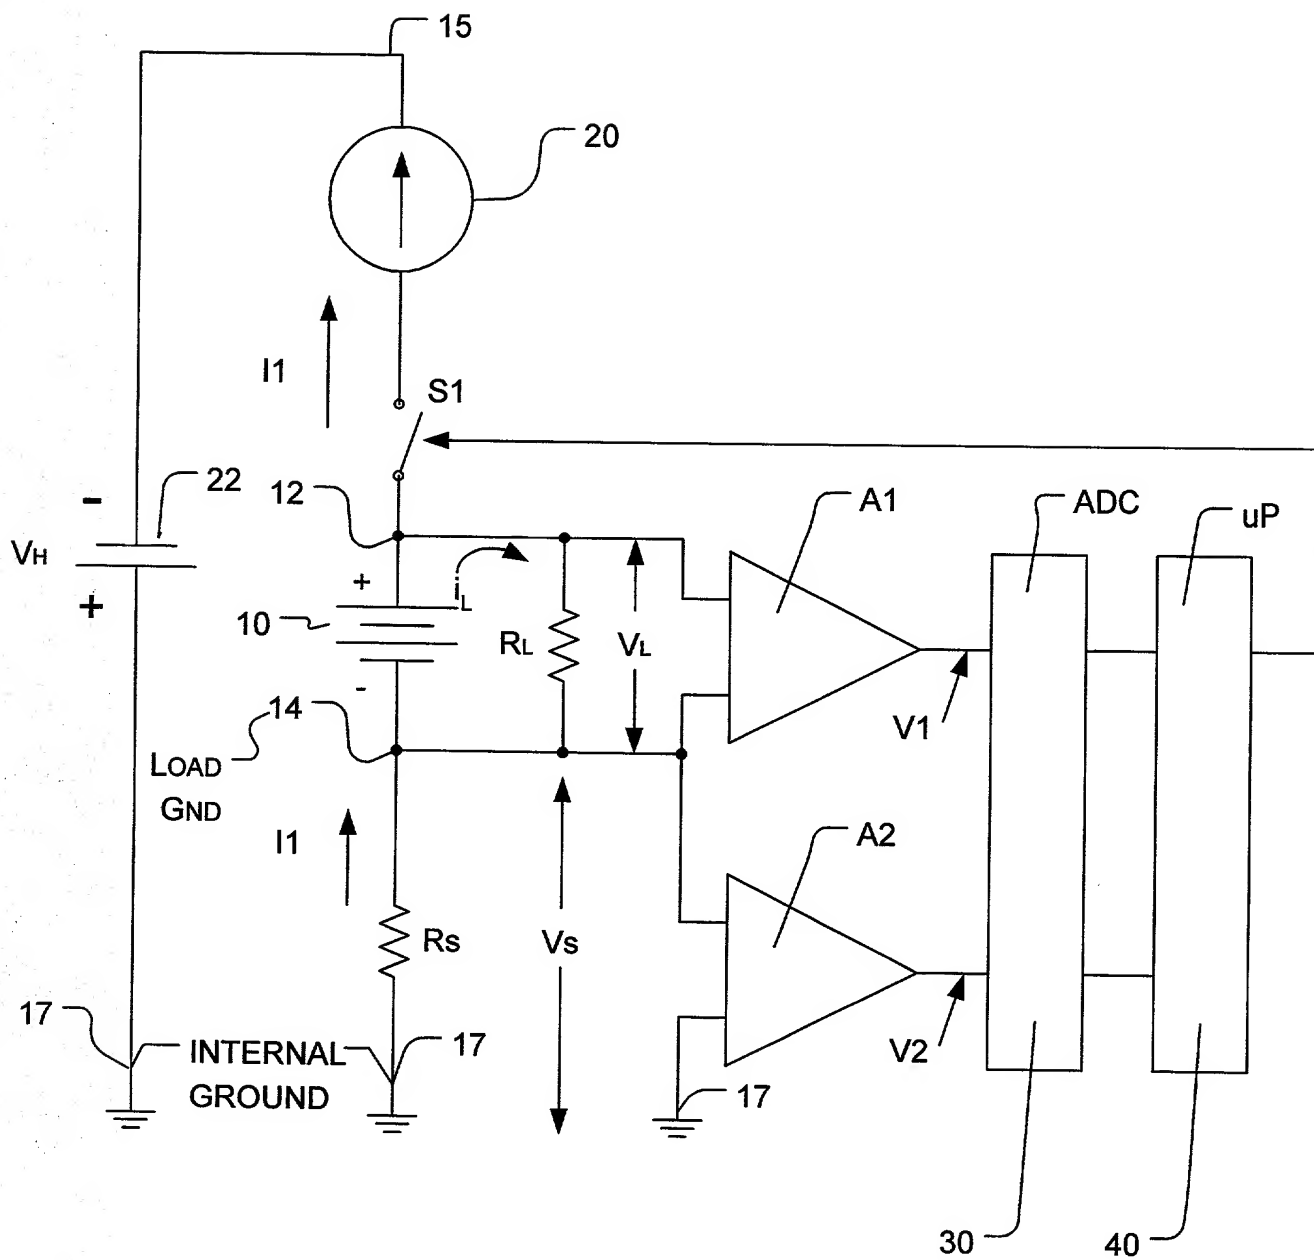 15
20
I1
S1
22
12
-
VH
+
A1
ADC
uP
+
iL
10
RL
VL
-
14
V1
LOAD
GND
I1
A2
Rs
Vs
17
INTERNAL
GROUND
17
V2
17
30
40